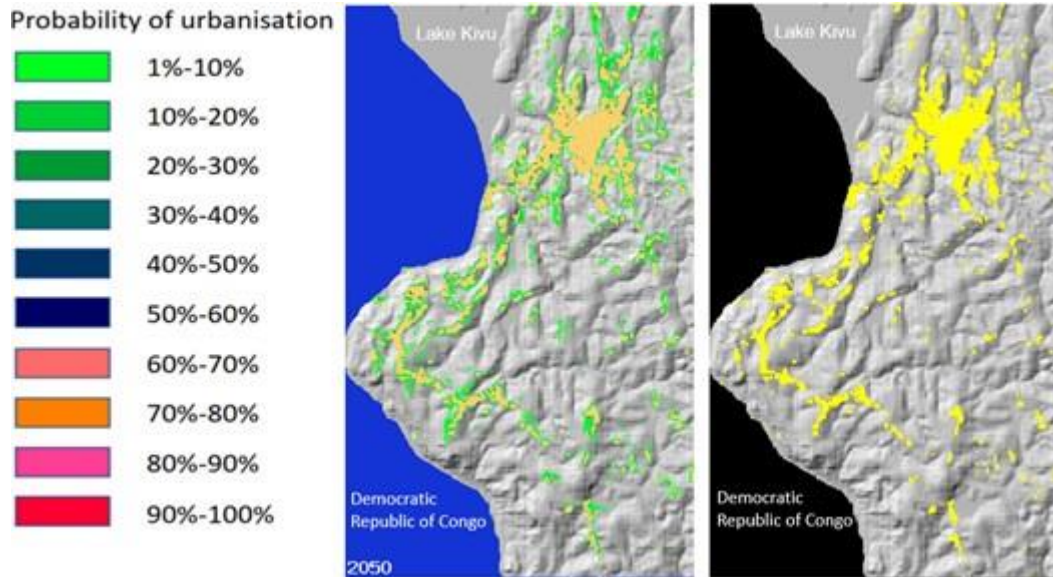 Probability of urbanisation
1%-10%
10%-20%
20%-30%
30%-40%
40%-50%
50%-60%
60%-70%
70%-80%
80%-90%
90%-100%
Lake Kivu
Democratic
Republic of Congo
2050
Lake Kivu
Democratic
Republic of Congo